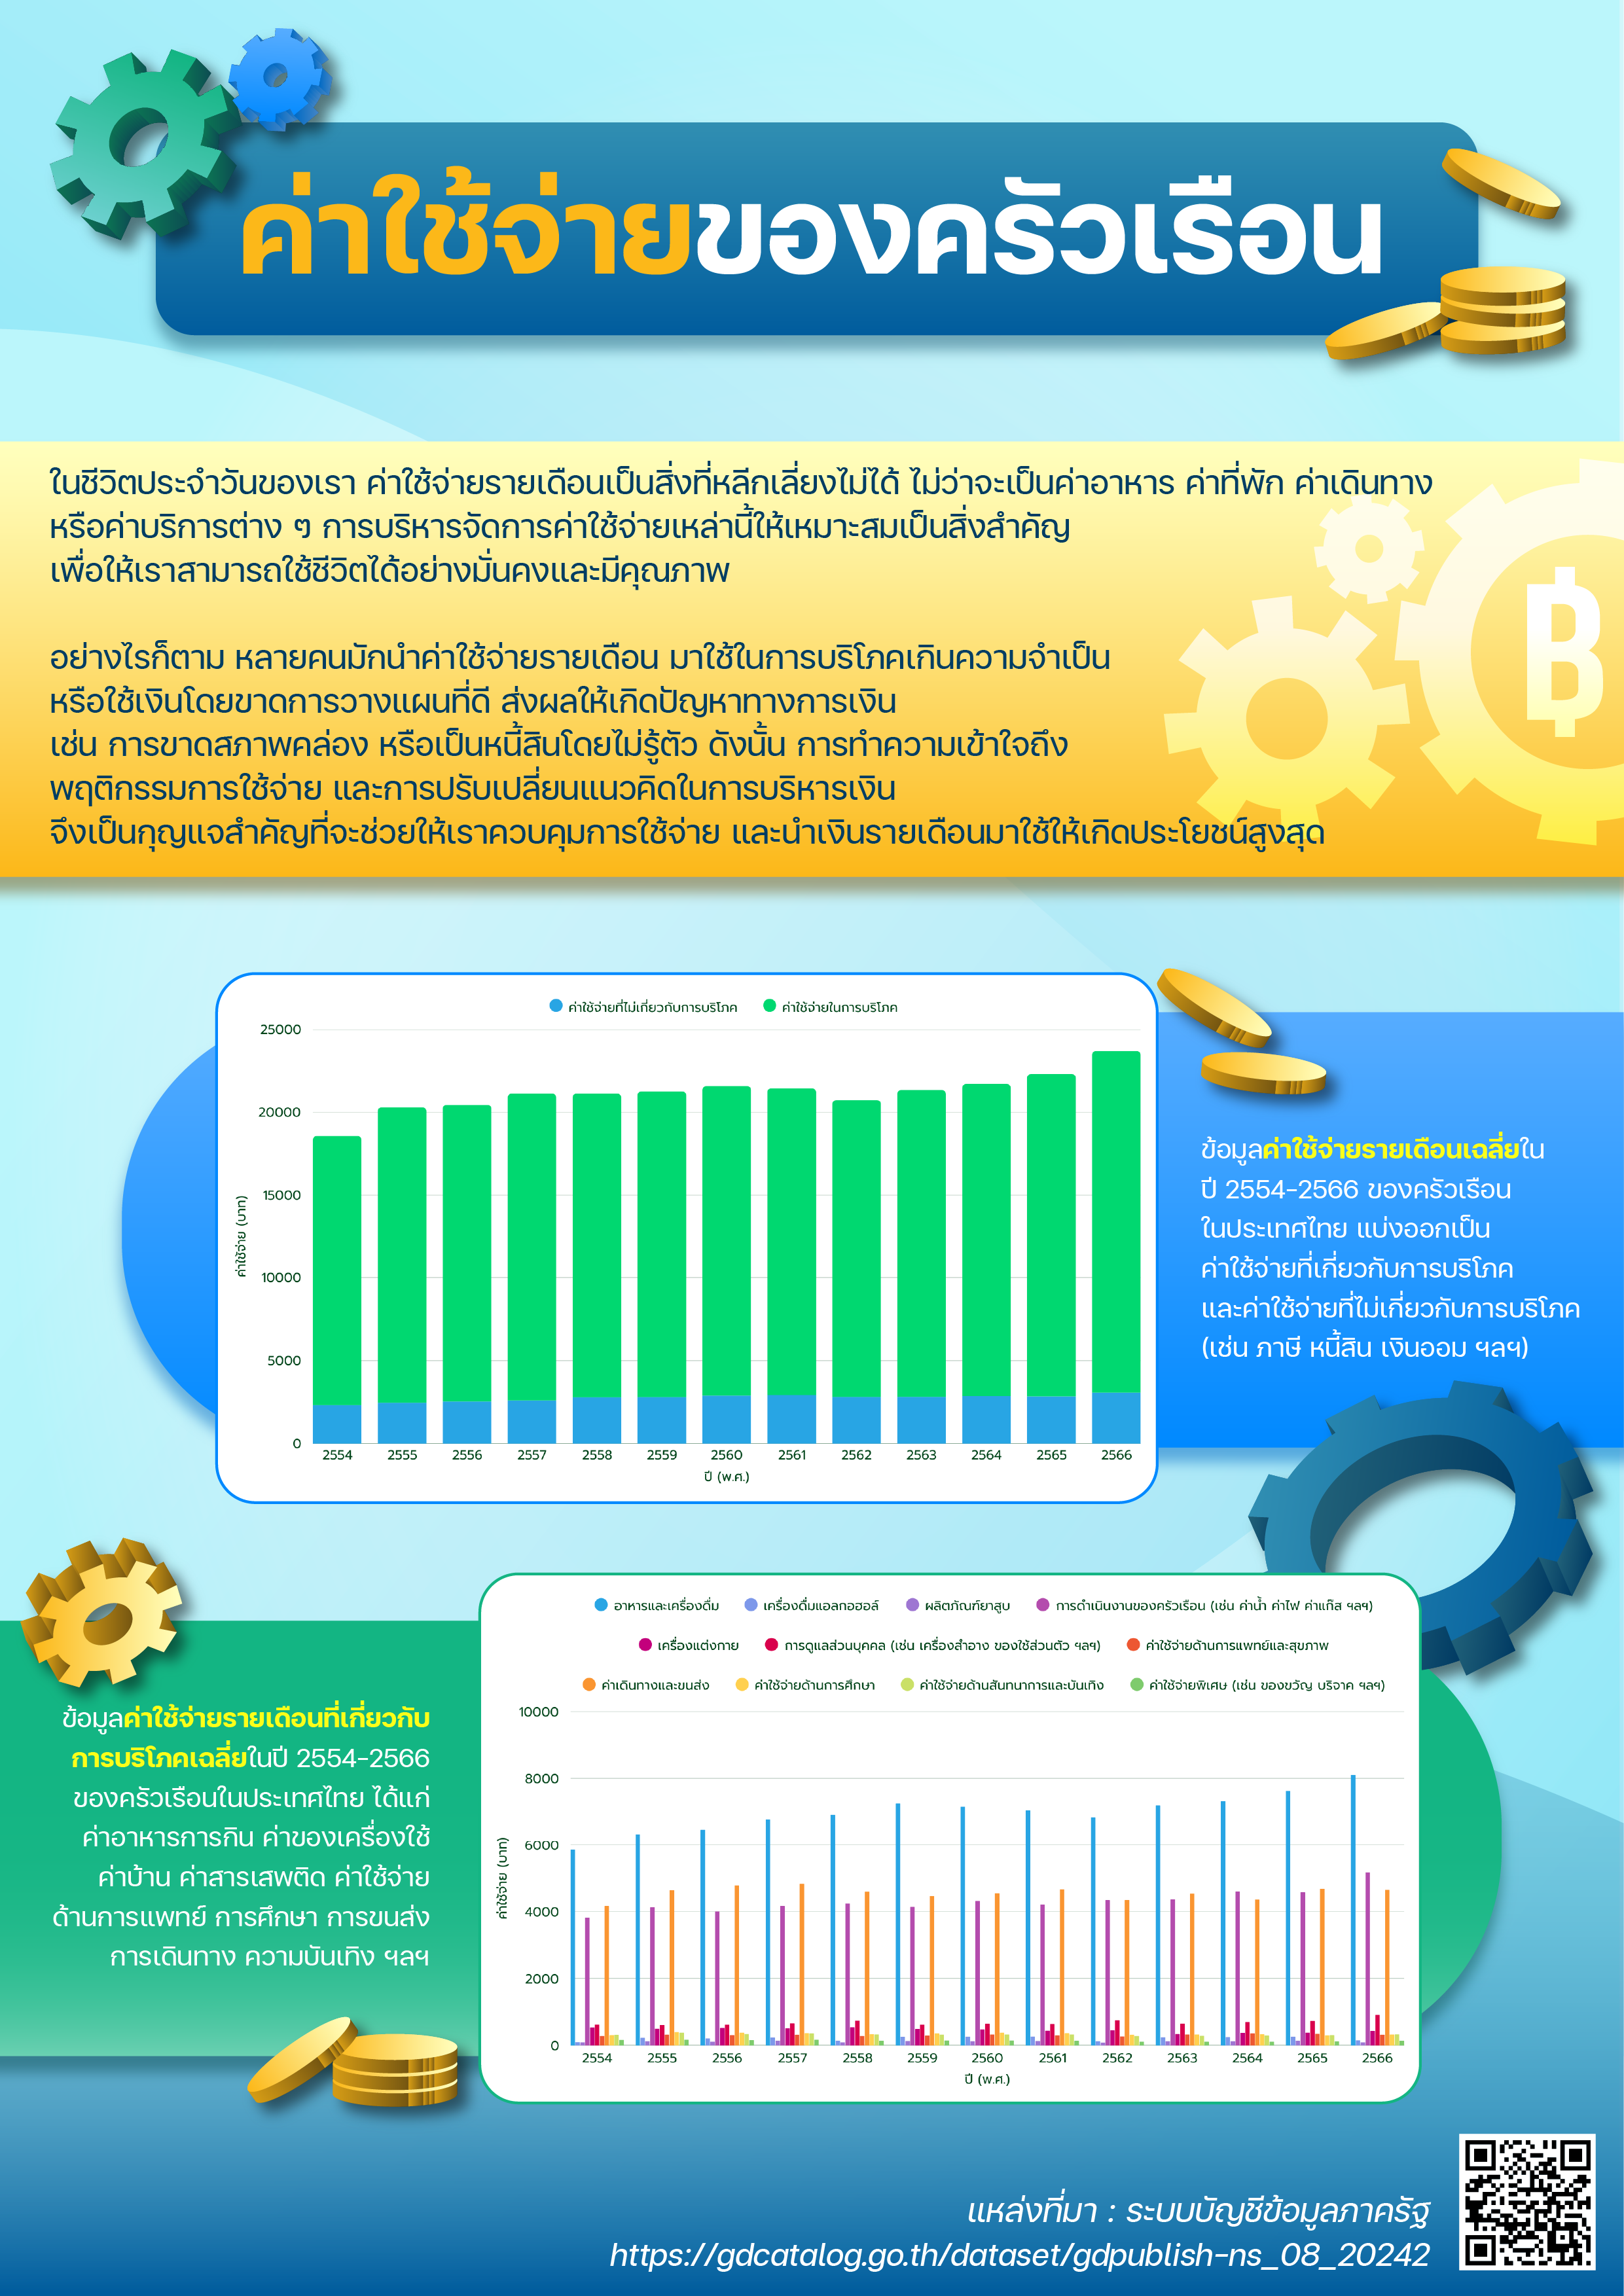 ค่าใช้จ่ายของครัวเรือน
ในชีวิตประจำวันของเรา ค่าใช้จ่ายรายเดือนเป็นสิ่งที่หลีกเลี่ยงไม่ได้ ไม่ว่าจะเป็นค่าอาหาร ค่าที่พัก ค่าเดินทาง
หรือค่าบริการต่าง ๆ การบริหารจัดการค่าใช้จ่ายเหล่านี้ให้เหมาะสมเป็นสิ่งสำคัญ
เพื่อให้เราสามารถใช้ชีวิตได้อย่างมั่นคงและมีคุณภาพ
อย่างไรก็ตาม หลายคนมักนำค่าใช้จ่ายรายเดือน มาใช้ในการบริโภคเกินความจำเป็น
หรือใช้เงินโดยขาดการวางแผนที่ดี ส่งผลให้เกิดปัญหาทางการเงิน
เช่น การขาดสภาพคล่อง หรือเป็นหนี้สินโดยไม่รู้ตัว ดังนั้น การทำความเข้าใจถึง
พฤติกรรมการใช้จ่าย และการปรับเปลี่ยนแนวคิดในการบริหารเงิน
จึงเป็นกุญแจสำคัญที่จะช่วยให้เราควบคุมการใช้จ่าย และนำเงินรายเดือนมาใช้ให้เกิดประโยชน์สูงสุด
฿
ค่าใช้จ่ายที่ไม่เกี่ยวกับการบริโภค ค่าใช้จ่ายในการบริโภค
25000
20000
15000
10000
5000
0
ค่าใช้จ่าย (บาท)
2554 2555 2556 2557 2558 2559 2560 2561 2562 2563 2564 2565 2566
ปี (พ.ศ.)
ข้อมูลค่าใช้จ่ายรายเดือนเฉลี่ยใน
ปี 2554-2566 ของครัวเรือน
ในประเทศไทย แบ่งออกเป็น
ค่าใช้จ่ายที่เกี่ยวกับการบริโภค
และค่าใช้จ่ายที่ไม่เกี่ยวกับการบริโภค
(เช่น ภาษี หนี้สิน เงินออม ฯลฯ)
ข้อมูลค่าใช้จ่ายรายเดือนที่เกี่ยวกับ
การบริโภคเฉลี่ยในปี 2554-2566
ของครัวเรือนในประเทศไทย ได้แก่
ค่าอาหารการกิน ค่าของเครื่องใช้
ค่าบ้าน ค่าสารเสพติด ค่าใช้จ่าย
ด้านการแพทย์ การศึกษา การขนส่ง
การเดินทาง ความบันเทิง ฯลฯ
อาหารและเครื่องดื่ม เครื่องดื่มแอลกอฮอล์ ผลิตภัณฑ์ยาสูบ การดำเนินงานของครัวเรือน (เช่น ค่าน้ำ ค่าไฟ ค่าแก๊ส ฯลฯ)
เครื่องแต่งกาย การดูแลส่วนบุคคล (เช่น เครื่องสำอาง ของใช้ส่วนตัว ฯลฯ) ค่าใช้จ่ายด้านการแพทย์และสุขภาพ
ค่าเดินทางและขนส่ง ค่าใช้จ่ายด้านการศึกษา ค่าใช้จ่ายด้านสันทนาการและบันเทิง ค่าใช้จ่ายพิเศษ (เช่น ของขวัญ บริจาค ฯลฯ)
10000
8000
6000
4000
2000
0
ค่าใช้จ่าย (บาท)
2554 2555 2556 2557 2558 2559 2560 2561 2562 2563 2564 2565 2566
ปี (พ.ศ.)
แหล่งที่มา : ระบบบัญชีข้อมูลภาครัฐ
https://gdcatalog.go.th/dataset/gdpublish-ns_08_20242